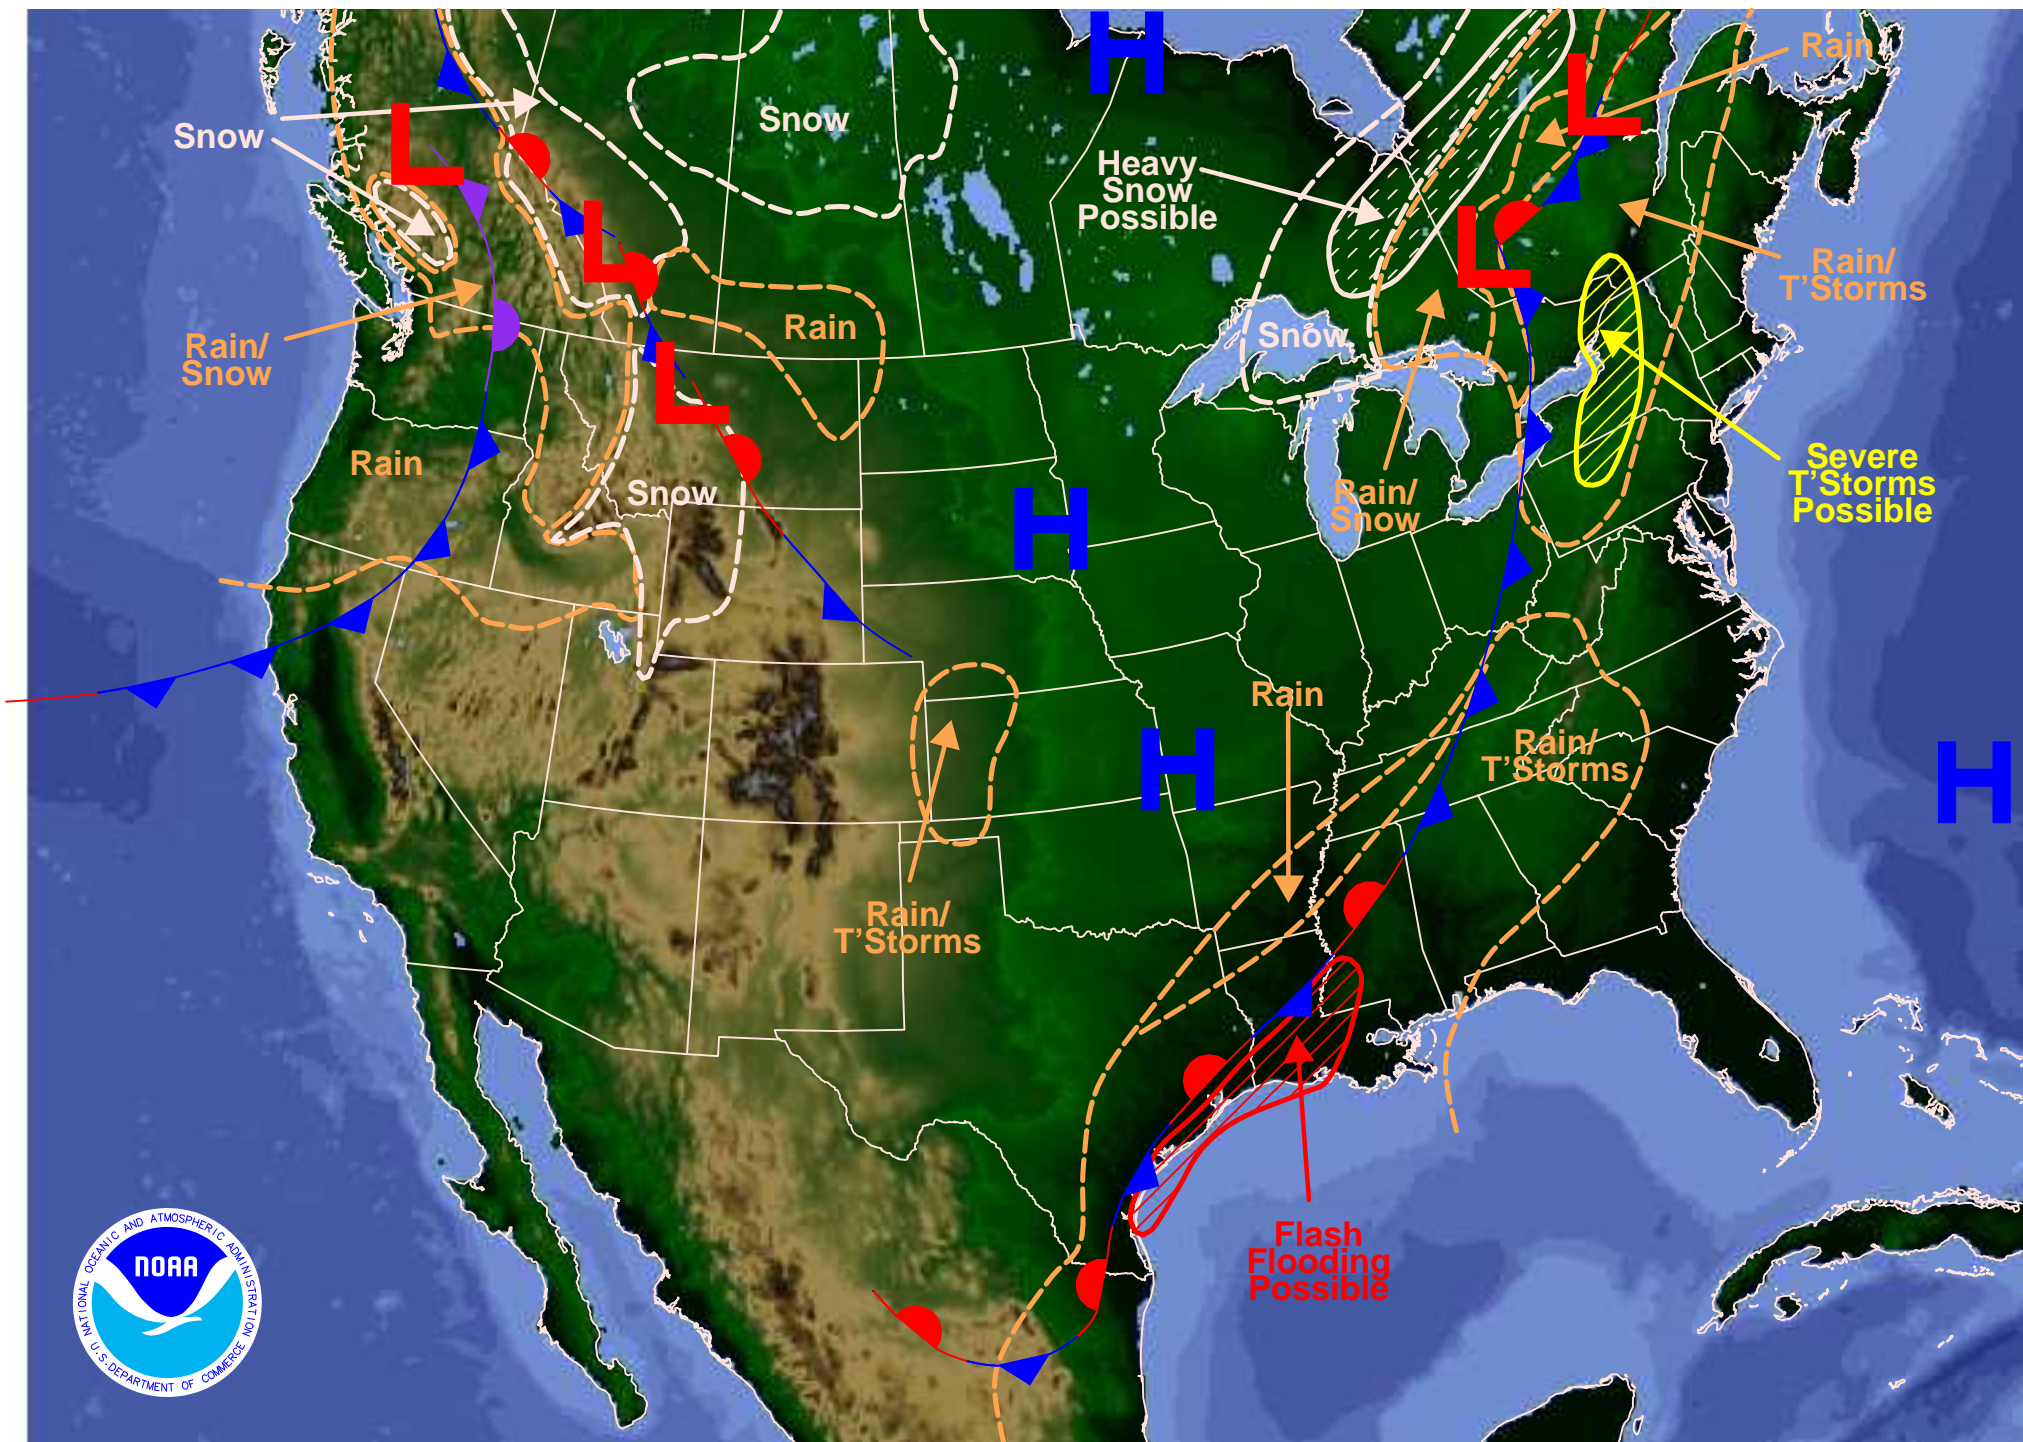 H
Rain
Snow
Snow
L
L
Heavy
Snow
Possible
L
L
Rain/
T'Storms
Rain/
Snow
Rain
Snow
L
Rain
Snow
Rain/
Snow
Severe
T'Storms
Possible
H
Rain
Rain/
T'Storms
H
H
Rain/
T'Storms
Flash
Flooding
Possible
NATIONAL OCEANIC AND ATMOSPHERIC ADMINISTRATION
NOAA
U.S. DEPARTMENT OF COMMERCE